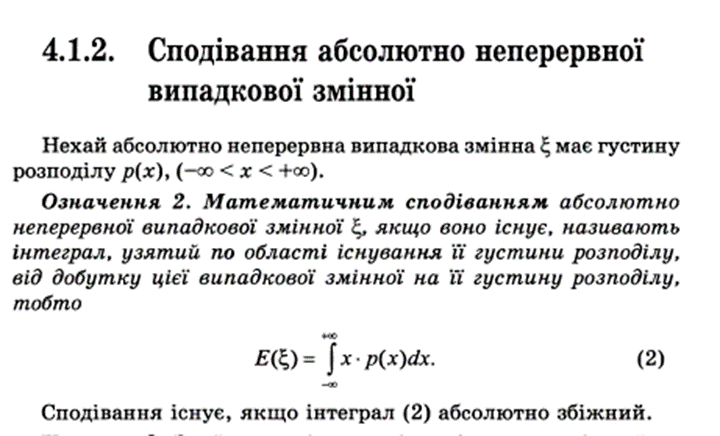 4.1.2. Сподівання абсолютно неперервної
випадкової змінної
Нехай абсолютно неперервна випадкова змінна ξ має густину
розподілу p(x), (−∞ < x < +∞).
Означення 2. Математичним сподіванням абсолютно
неперервної випадкової змінної ξ, якщо воно існує, називають
інтеграл, узятий по області існування її густини розподілу,
від добутку цієї випадкової змінної на її густину розподілу,
тобто
E(ξ) = ∫_{−∞}^{+∞} x · p(x)dx. (2)
Сподівання існує, якщо інтеграл (2) абсолютно збіжний.